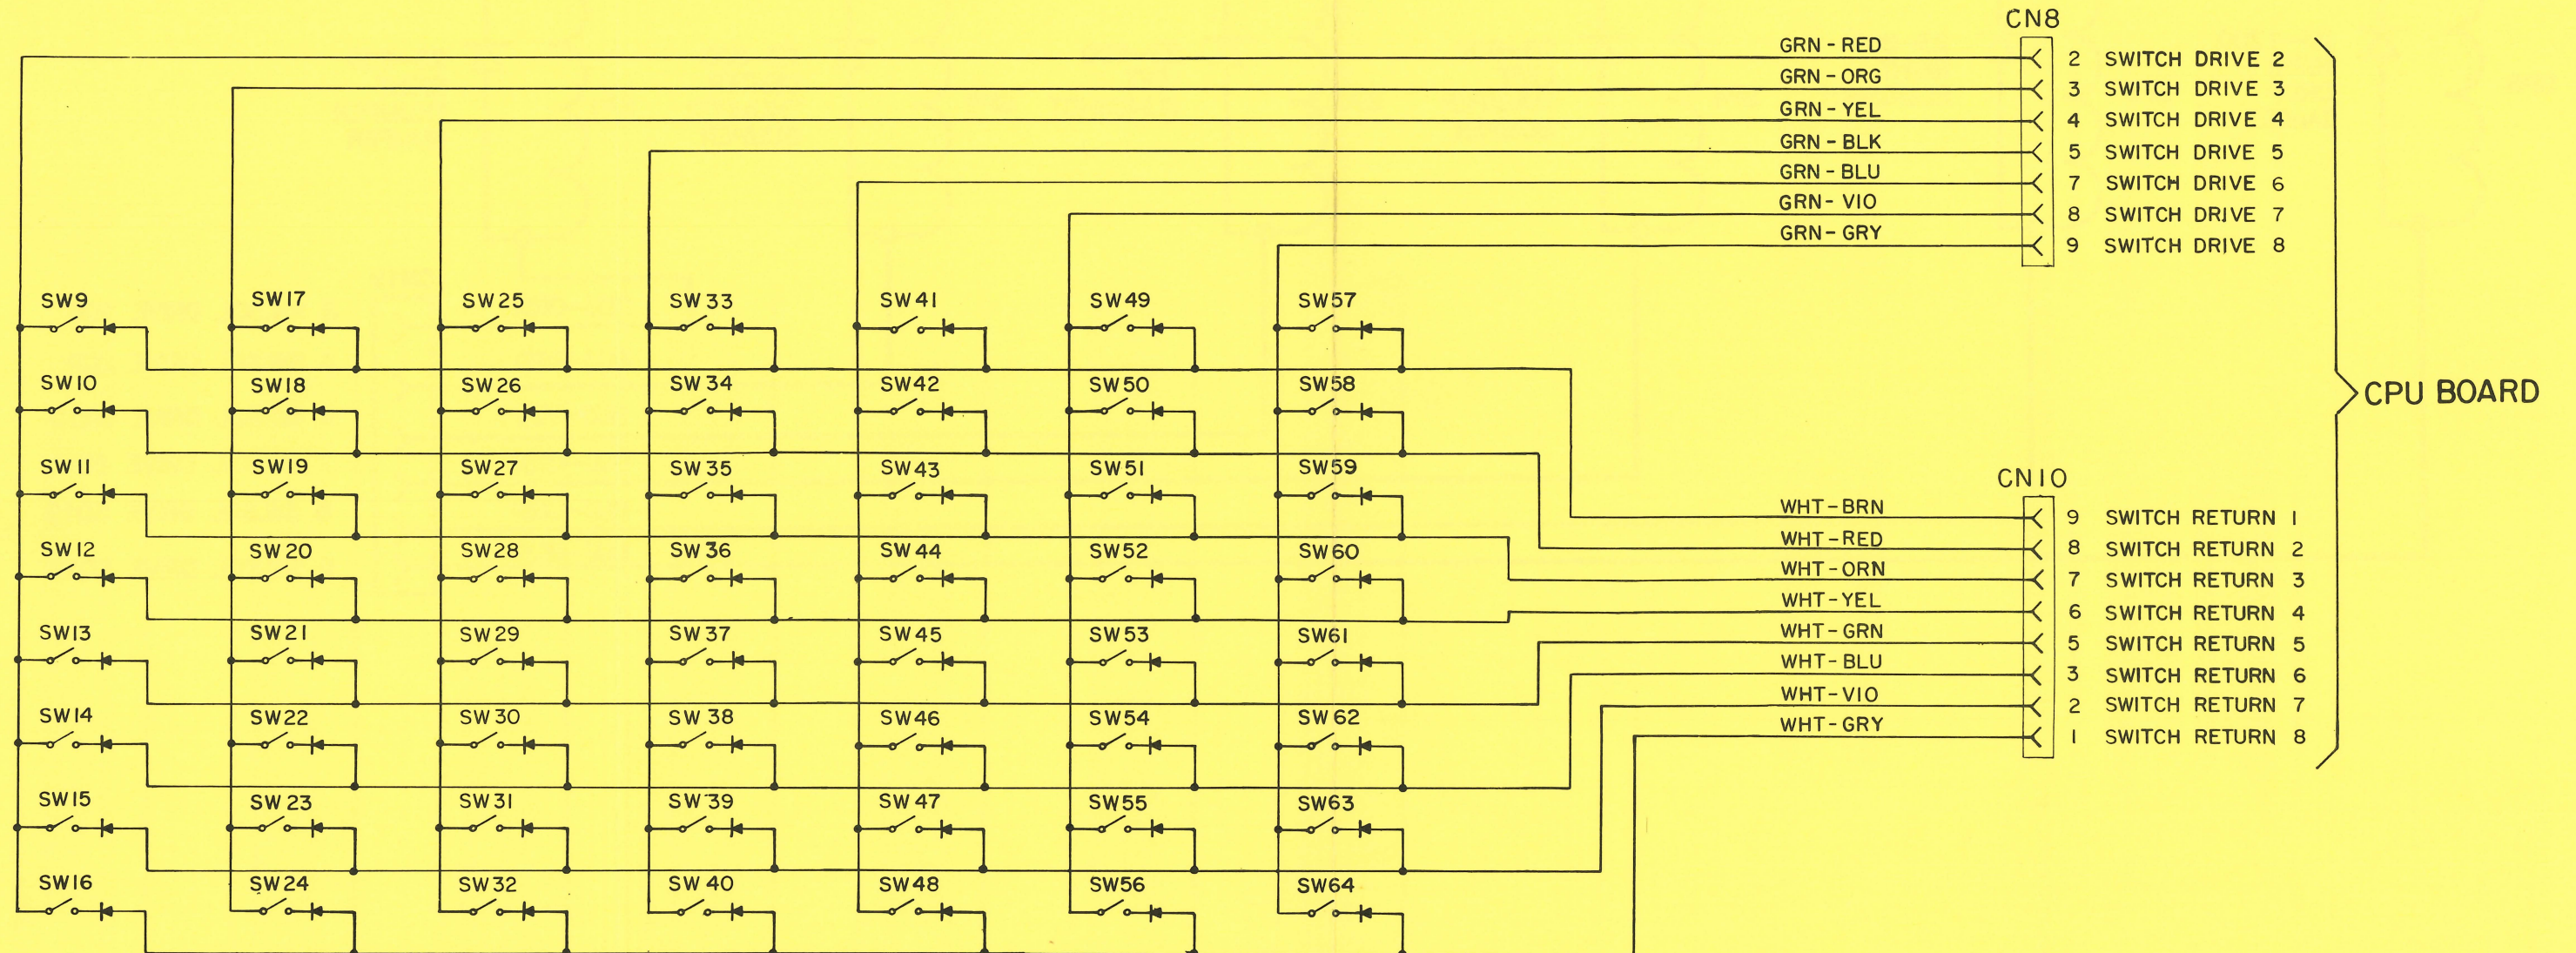 CN8
GRN-RED 2 SWITCH DRIVE 2
GRN-ORG 3 SWITCH DRIVE 3
GRN-YEL 4 SWITCH DRIVE 4
GRN-BLK 5 SWITCH DRIVE 5
GRN-BLU 7 SWITCH DRIVE 6
GRN-VIO 8 SWITCH DRIVE 7
GRN-GRY 9 SWITCH DRIVE 8
SW9 SW17 SW25 SW33 SW41 SW49 SW57
SW10 SW18 SW26 SW34 SW42 SW50 SW58
CPU BOARD
SW11 SW19 SW27 SW35 SW43 SW51 SW59
CN10
WHT-BRN 9 SWITCH RETURN 1
WHT-RED 8 SWITCH RETURN 2
SW12 SW20 SW28 SW36 SW44 SW52 SW60
WHT-ORN 7 SWITCH RETURN 3
WHT-YEL 6 SWITCH RETURN 4
SW13 SW21 SW29 SW37 SW45 SW53 SW61
WHT-GRN 5 SWITCH RETURN 5
WHT-BLU 3 SWITCH RETURN 6
WHT-VIO 2 SWITCH RETURN 7
SW14 SW22 SW30 SW38 SW46 SW54 SW62
WHT-GRY 1 SWITCH RETURN 8
SW15 SW23 SW31 SW39 SW47 SW55 SW63
SW16 SW24 SW32 SW40 SW48 SW56 SW64